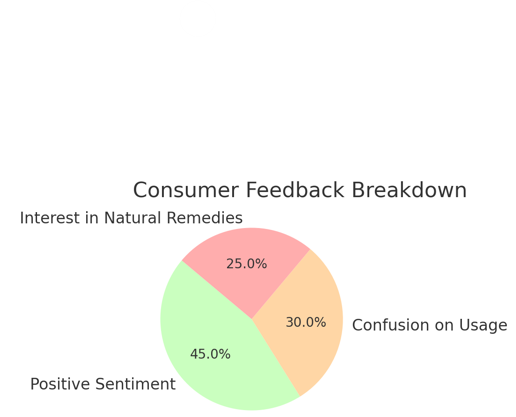 Consumer Feedback Breakdown
Interest in Natural Remedies
25.0%
30.0%
Confusion on Usage
45.0%
Positive Sentiment